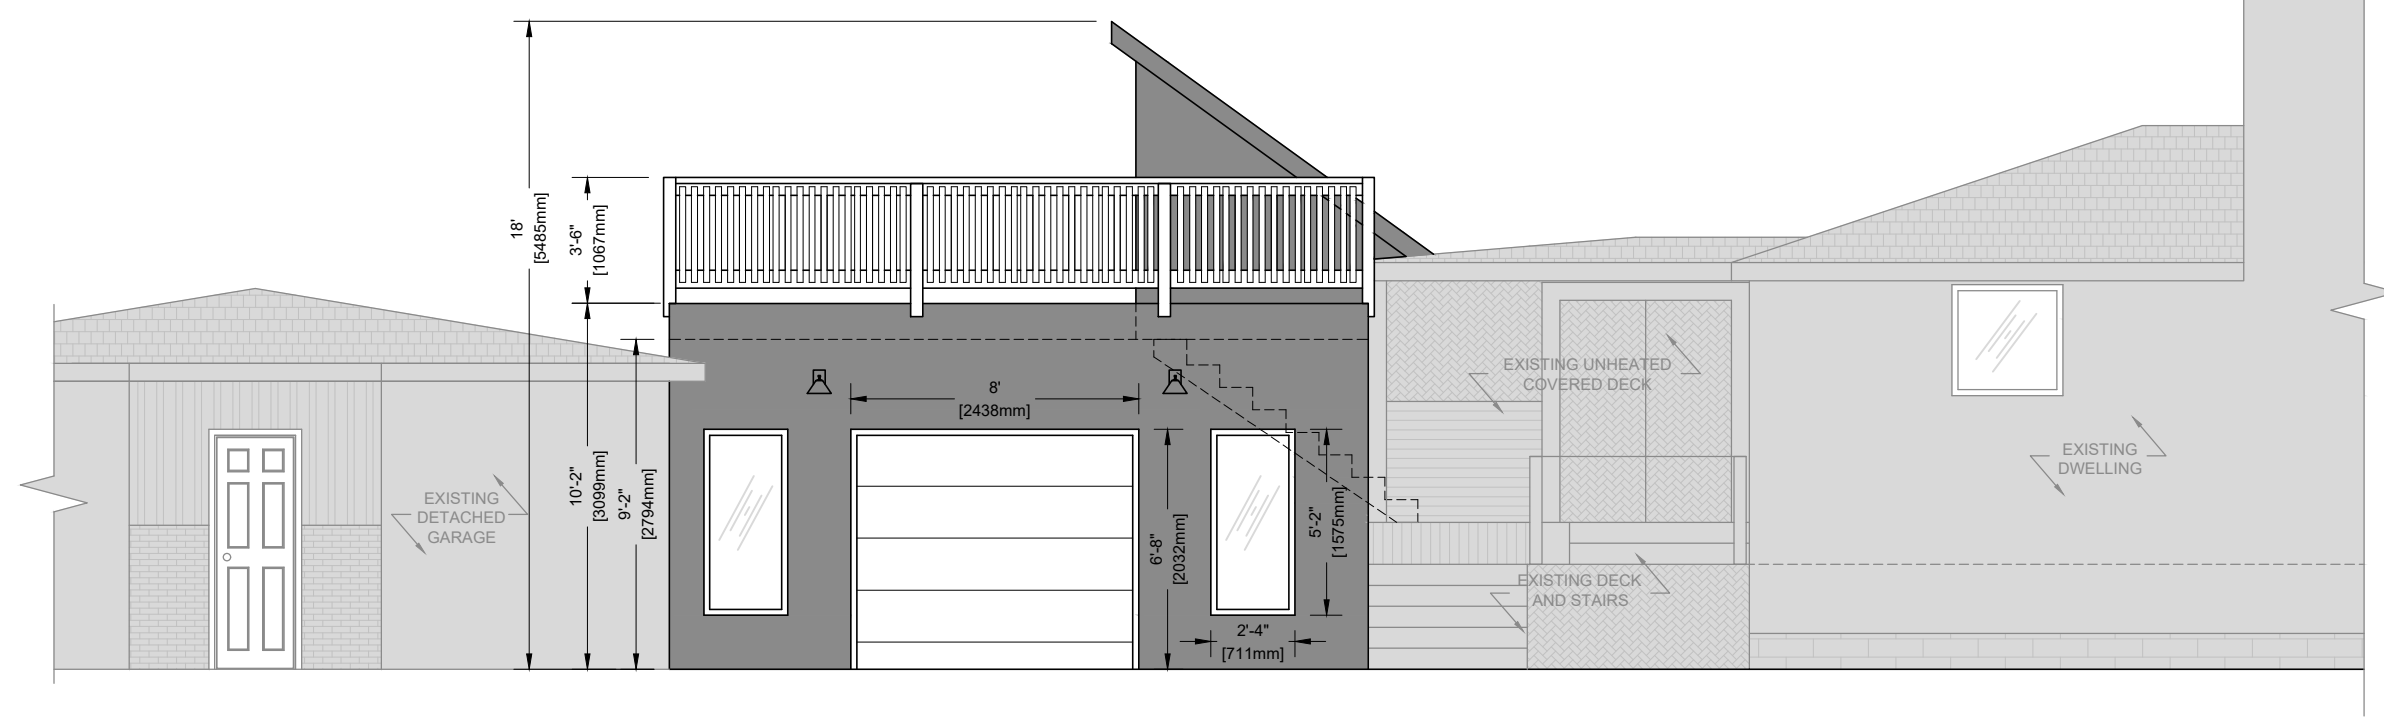 18'
[5485mm]
3'-6"
[1067mm]
10'-2"
[3099mm]
9'-2"
[2794mm]
8'
[2438mm]
6'-8"
[2032mm]
5'-2"
[1575mm]
2'-4"
[711mm]
EXISTING
DETACHED
GARAGE
EXISTING UNHEATED
COVERED DECK
EXISTING DECK
AND STAIRS
EXISTING
DWELLING